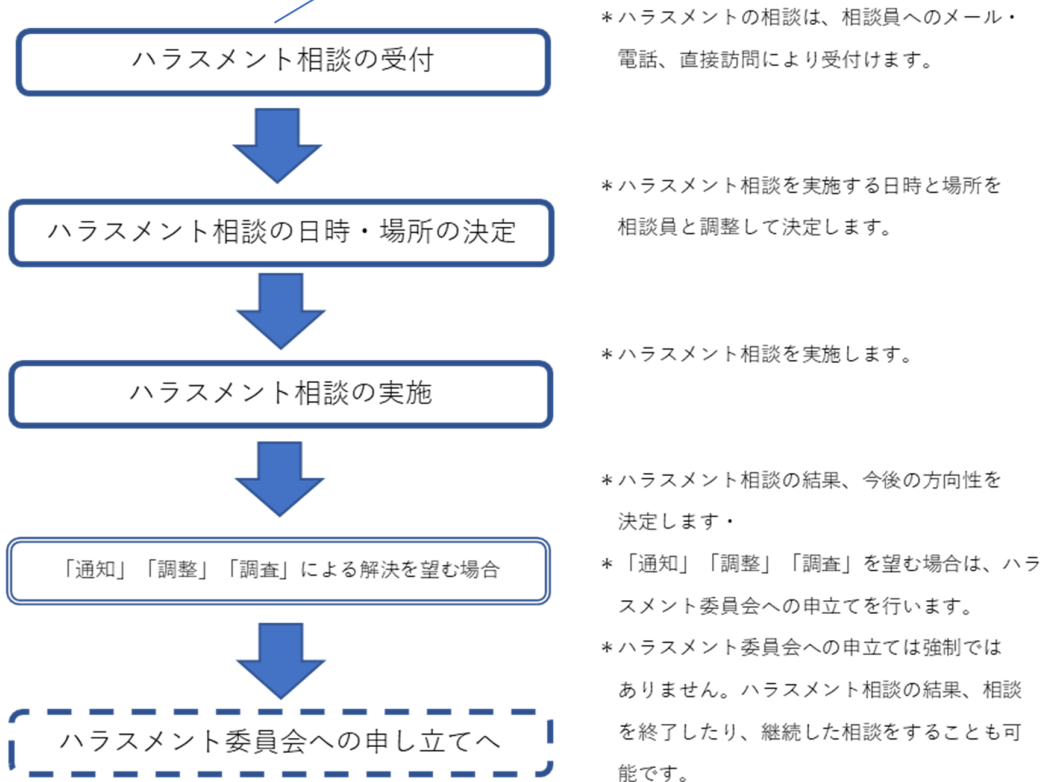 ハラスメント相談の受付
＊ハラスメントの相談は、相談員へのメール・
電話、直接訪問により受付けます。
ハラスメント相談の日時・場所の決定
＊ハラスメント相談を実施する日時と場所を
相談員と調整して決定します。
ハラスメント相談の実施
＊ハラスメント相談を実施します。
「通知」「調整」「調査」による解決を望む場合
＊ハラスメント相談の結果、今後の方向性を
決定します・
＊「通知」「調整」「調査」を望む場合は、ハラ
スメント委員会への申立てを行います。
＊ハラスメント委員会への申立ては強制では
ありません。ハラスメント相談の結果、相談
を終了したり、継続した相談をすることも可
能です。
ハラスメント委員会への申し立てへ